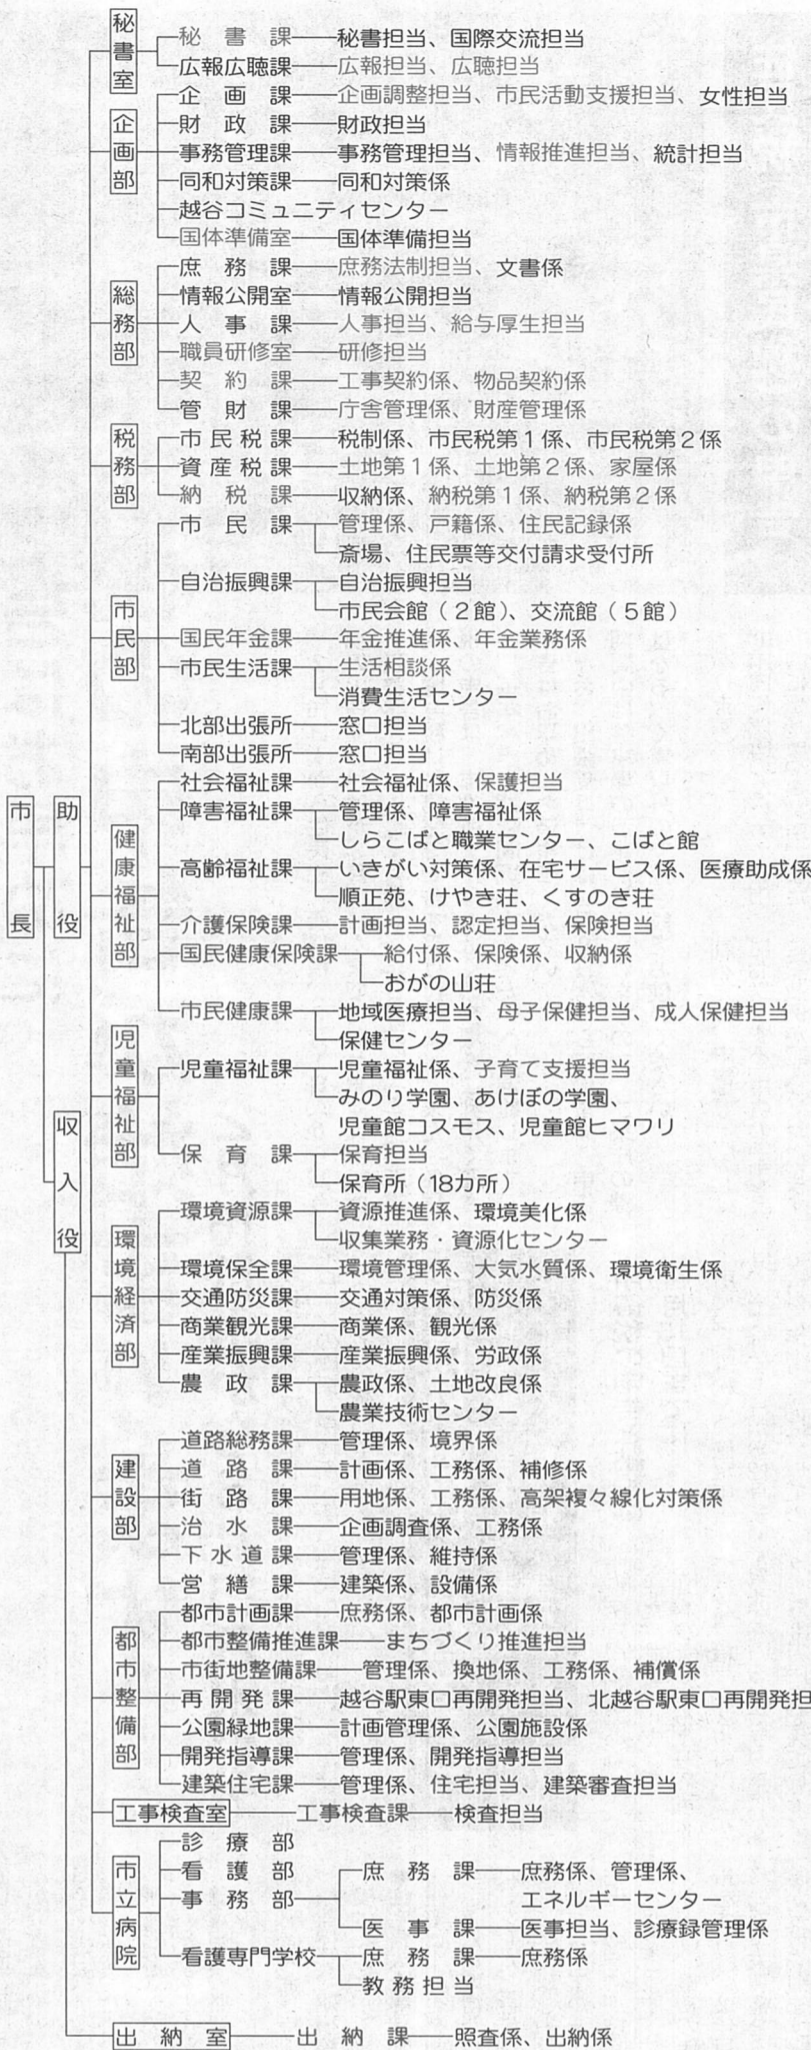 市長
助役
収入役
秘書室
秘書課 秘書担当、国際交流担当
広報広聴課 広報担当、広聴担当
企画部
企画課 企画調整担当、市民活動支援担当、女性担当
財政課 財政担当
事務管理課 事務管理担当、情報推進担当、統計担当
同和対策課 同和対策係
越谷コミュニティセンター
国体準備室 国体準備担当
総務部
庶務課 庶務法制担当、文書係
情報公開室 情報公開担当
人事課 人事担当、給与厚生担当
職員研修室 研修担当
契約課 工事契約係、物品契約係
管財課 庁舎管理係、財産管理係
税務部
市民税課 税制係、市民税第1係、市民税第2係
資産税課 土地第1係、土地第2係、家屋係
納税課 収納係、納税第1係、納税第2係
市民部
市民課 管理係、戸籍係、住民記録係
斎場、住民票等交付請求受付所
自治振興課 自治振興担当
市民会館(2館)、交流館(5館)
国民年金課 年金推進係、年金業務係
市民生活課 生活相談係
消費生活センター
北部出張所 窓口担当
南部出張所 窓口担当
健康福祉部
社会福祉課 社会福祉係、保護担当
障害福祉課 管理係、障害福祉係
しらこばと職業センター、こばと館
高齢福祉課 いきがい対策係、在宅サービス係、医療助成係
順正苑、けやき荘、くすのき荘
介護保険課 計画担当、認定担当、保険担当
国民健康保険課 給付係、保険係、収納係
おがの山荘
市民健康課 地域医療担当、母子保健担当、成人保健担当
保健センター
児童福祉部
児童福祉課 児童福祉係、子育て支援担当
みのり学園、あけぼの学園、
児童館コスモス、児童館ヒマワリ
保育課 保育担当
保育所(18カ所)
環境経済部
環境資源課 資源推進係、環境美化係
収集業務・資源化センター
環境保全課 環境管理係、大気水質係、環境衛生係
交通防災課 交通対策係、防災係
商業観光課 商業係、観光係
産業振興課 産業振興係、労政係
農政課 農政係、土地改良係
農業技術センター
建設部
道路総務課 管理係、境界係
道路課 計画係、工務係、補修係
街路課 用地係、工務係、高架複々線化対策係
治水課 企画調査係、工務係
下水道課 管理係、維持係
営繕課 建築係、設備係
都市整備部
都市計画課 庶務係、都市計画係
都市整備推進課 まちづくり推進担当
市街地整備課 管理係、換地係、工務係、補償係
再開発課 越谷駅東口再開発担当、北越谷駅東口再開発担
公園緑地課 計画管理係、公園施設係
開発指導課 管理係、開発指導担当
建築住宅課 管理係、住宅担当、建築審査担当
工事検査室 工事検査課 検査担当
市立病院
診療部
看護部
事務部
庶務課 庶務係、管理係、
エネルギーセンター
医事課 医事担当、診療録管理係
看護専門学校 庶務課 庶務係
教務担当
出納室 出納課 照査係、出納係